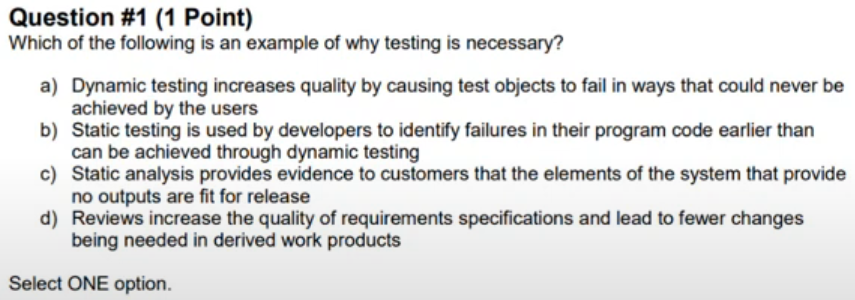 Question #1 (1 Point)
Which of the following is an example of why testing is necessary?
a) Dynamic testing increases quality by causing test objects to fail in ways that could never be
achieved by the users
b) Static testing is used by developers to identify failures in their program code earlier than
can be achieved through dynamic testing
c) Static analysis provides evidence to customers that the elements of the system that provide
no outputs are fit for release
d) Reviews increase the quality of requirements specifications and lead to fewer changes
being needed in derived work products
Select ONE option.